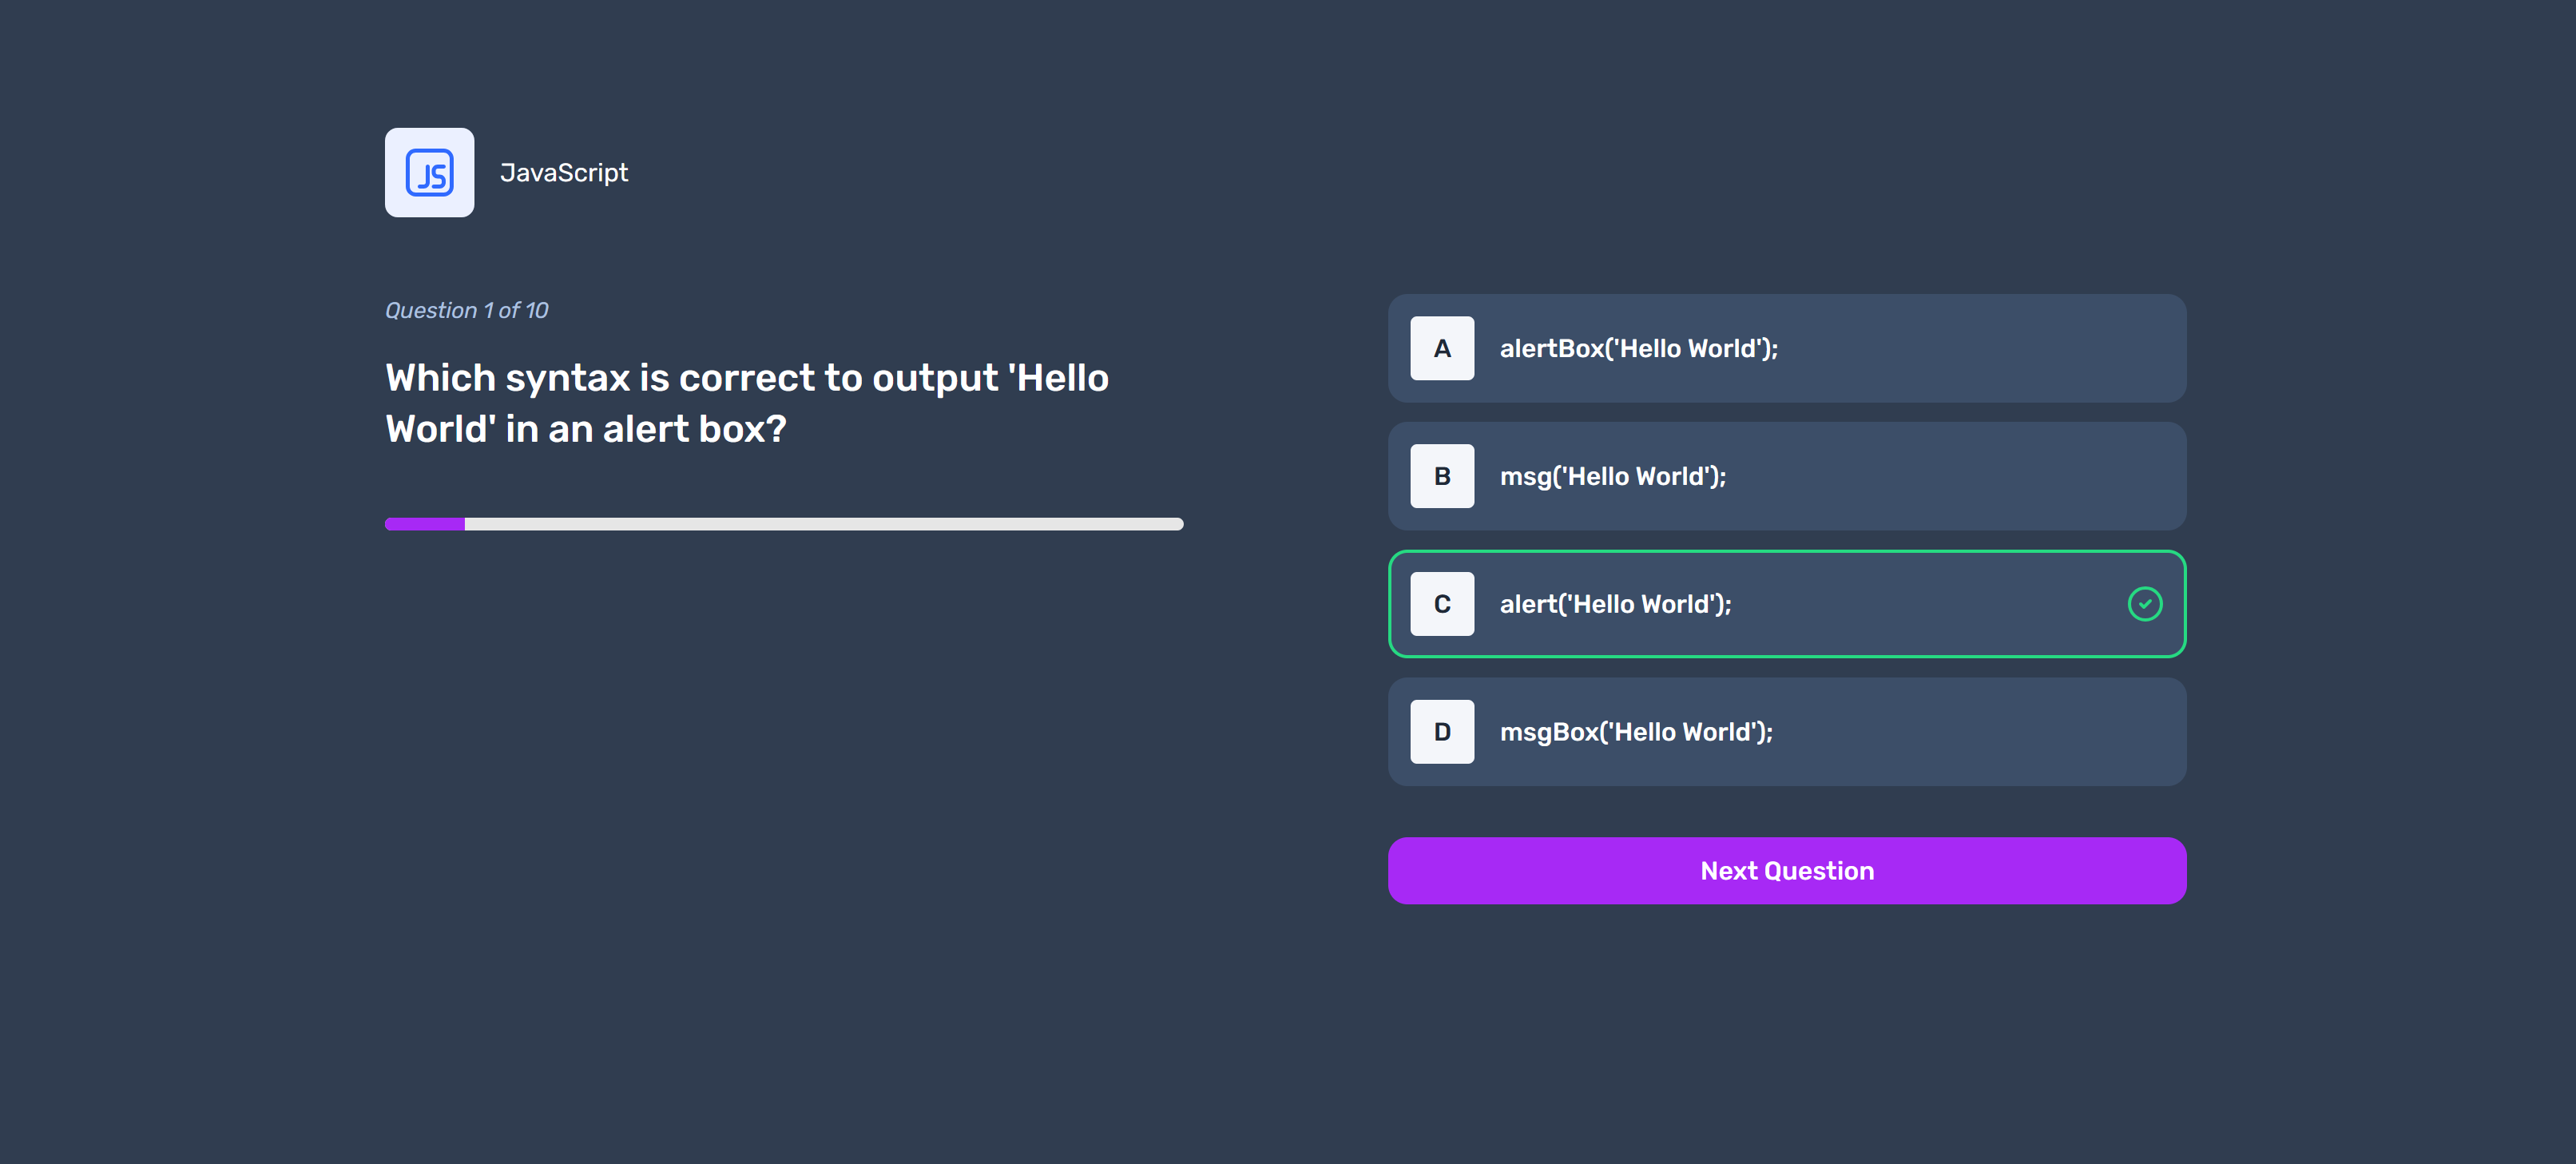 JS
JavaScript
Question 1 of 10
Which syntax is correct to output 'Hello
World' in an alert box?
A
alertBox('Hello World');
B
msg('Hello World');
C
alert('Hello World');
D
msgBox('Hello World');
Next Question